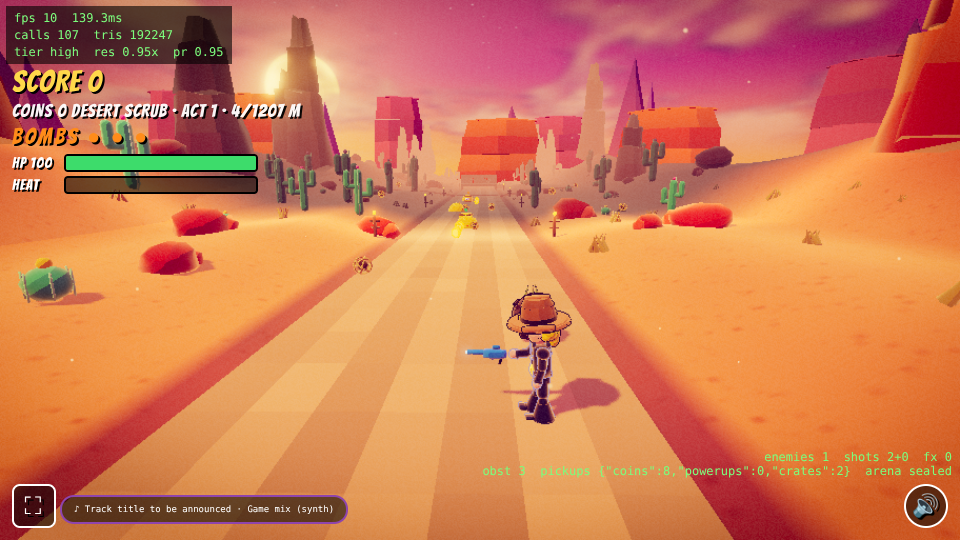 fps 10  139.3ms
calls 107  tris 192247
tier high  res 0.95x  pr 0.95
SCORE 0
COINS 0 DESERT SCRUB · ACT 1 · 4/1207 M
BOMBS
HP 100
HEAT
enemies 1  shots 2+0  fx 0
obst 3  pickups {"coins":8,"powerups":0,"crates":2}  arena sealed
♪ Track title to be announced · Game mix (synth)